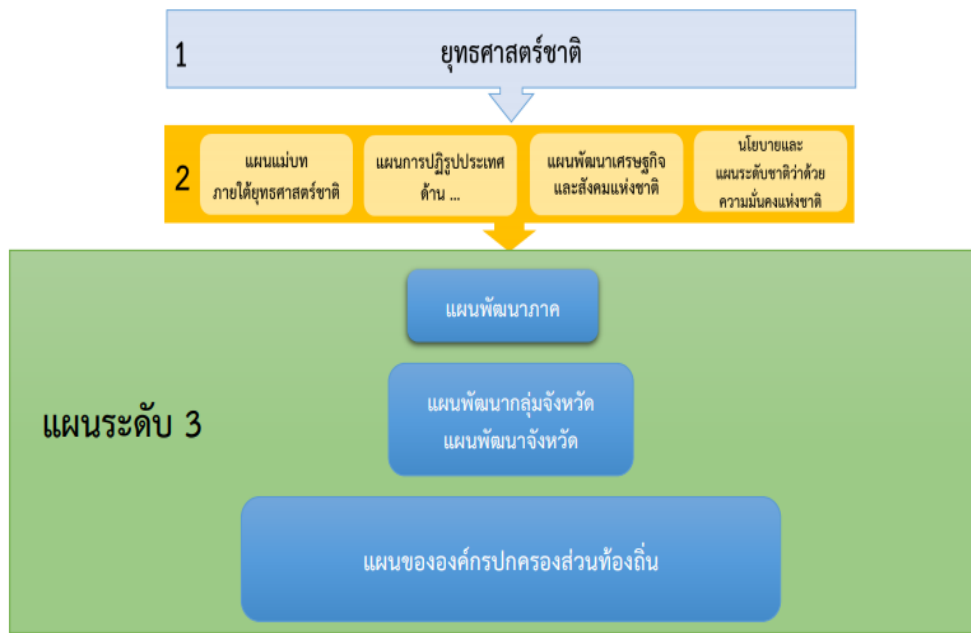 1
ยุทธศาสตร์ชาติ
2
แผนแม่บท
ภายใต้ยุทธศาสตร์ชาติ
แผนการปฏิรูปประเทศ
ด้าน ...
แผนพัฒนาเศรษฐกิจ
และสังคมแห่งชาติ
นโยบายและ
แผนระดับชาติว่าด้วย
ความมั่นคงแห่งชาติ
แผนพัฒนาภาค
แผนระดับ 3
แผนพัฒนากลุ่มจังหวัด
แผนพัฒนาจังหวัด
แผนขององค์กรปกครองส่วนท้องถิ่น